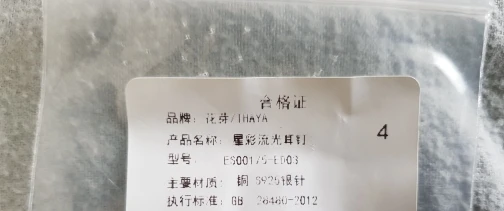 合格证
品牌：花芽/THAYA
4
产品名称：星彩流光耳钉
型号：ES00175-E003
主要材质：铜 S925银针
执行标准：GB 28480-2012